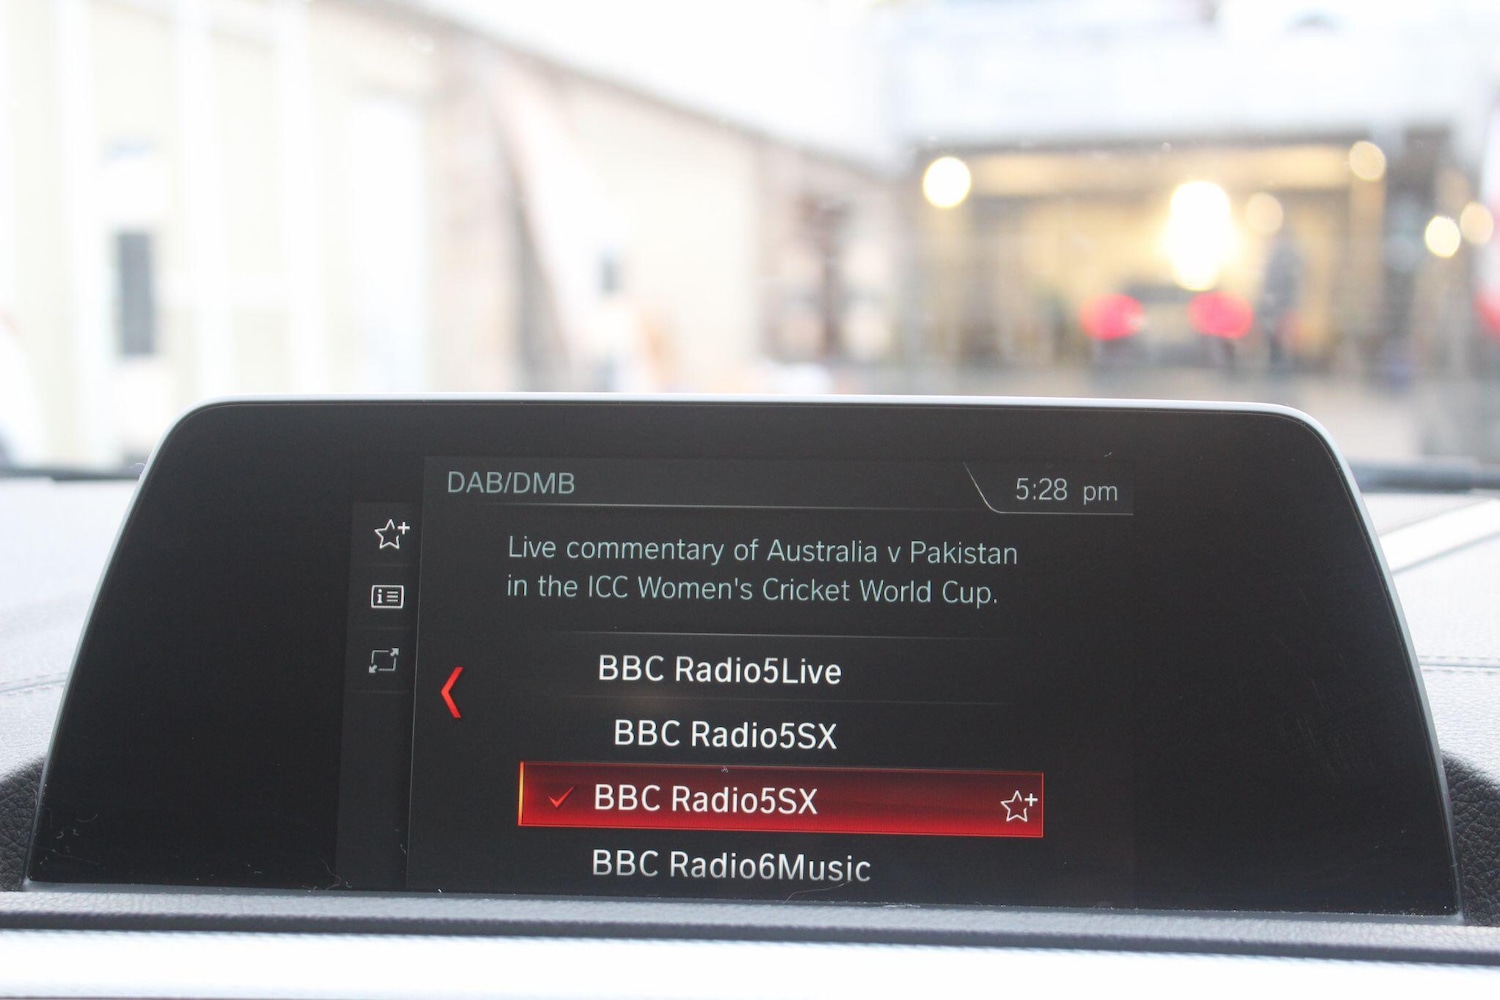 DAB/DMB
5:28 pm
Live commentary of Australia v Pakistan
in the ICC Women's Cricket World Cup.
BBC Radio5Live
BBC Radio5SX
BBC Radio5SX
BBC Radio6Music